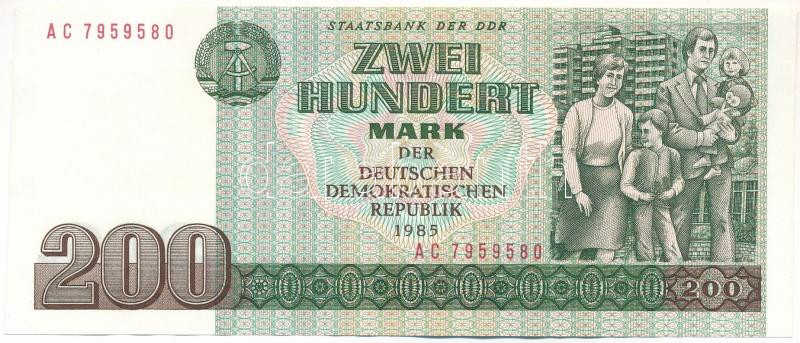 STAATSBANK DER DDR
AC 7959580
ZWEI
HUNDERT
MARK
DER
DEUTSCHEN
DEMOKRATISCHEN
REPUBLIK
1985
AC 7959580
200
200